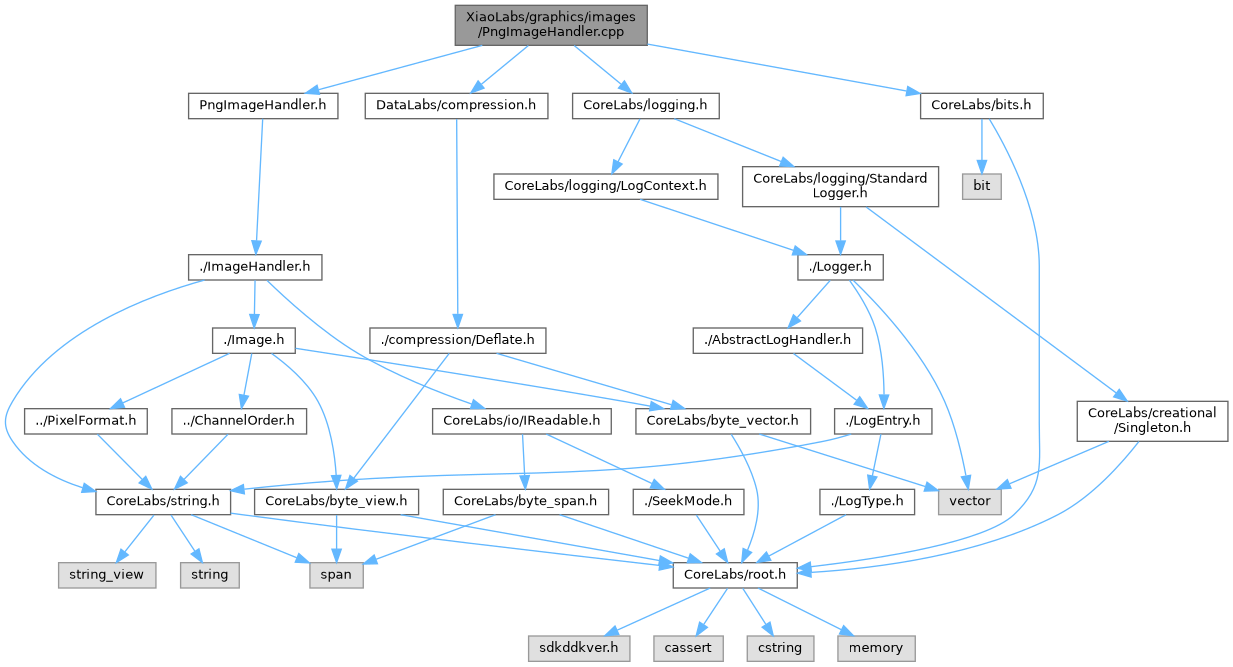 XiaoLabs/graphics/images
/PngImageHandler.cpp
PngImageHandler.h
DataLabs/compression.h
CoreLabs/logging.h
CoreLabs/bits.h
CoreLabs/logging/LogContext.h
CoreLabs/logging/Standard
Logger.h
bit
./ImageHandler.h
./Logger.h
./Image.h
./compression/Deflate.h
./AbstractLogHandler.h
../PixelFormat.h
../ChannelOrder.h
CoreLabs/io/IReadable.h
CoreLabs/byte_vector.h
./LogEntry.h
CoreLabs/creational
/Singleton.h
CoreLabs/string.h
CoreLabs/byte_view.h
CoreLabs/byte_span.h
./SeekMode.h
./LogType.h
vector
string_view
string
span
CoreLabs/root.h
sdkddkver.h
cassert
cstring
memory